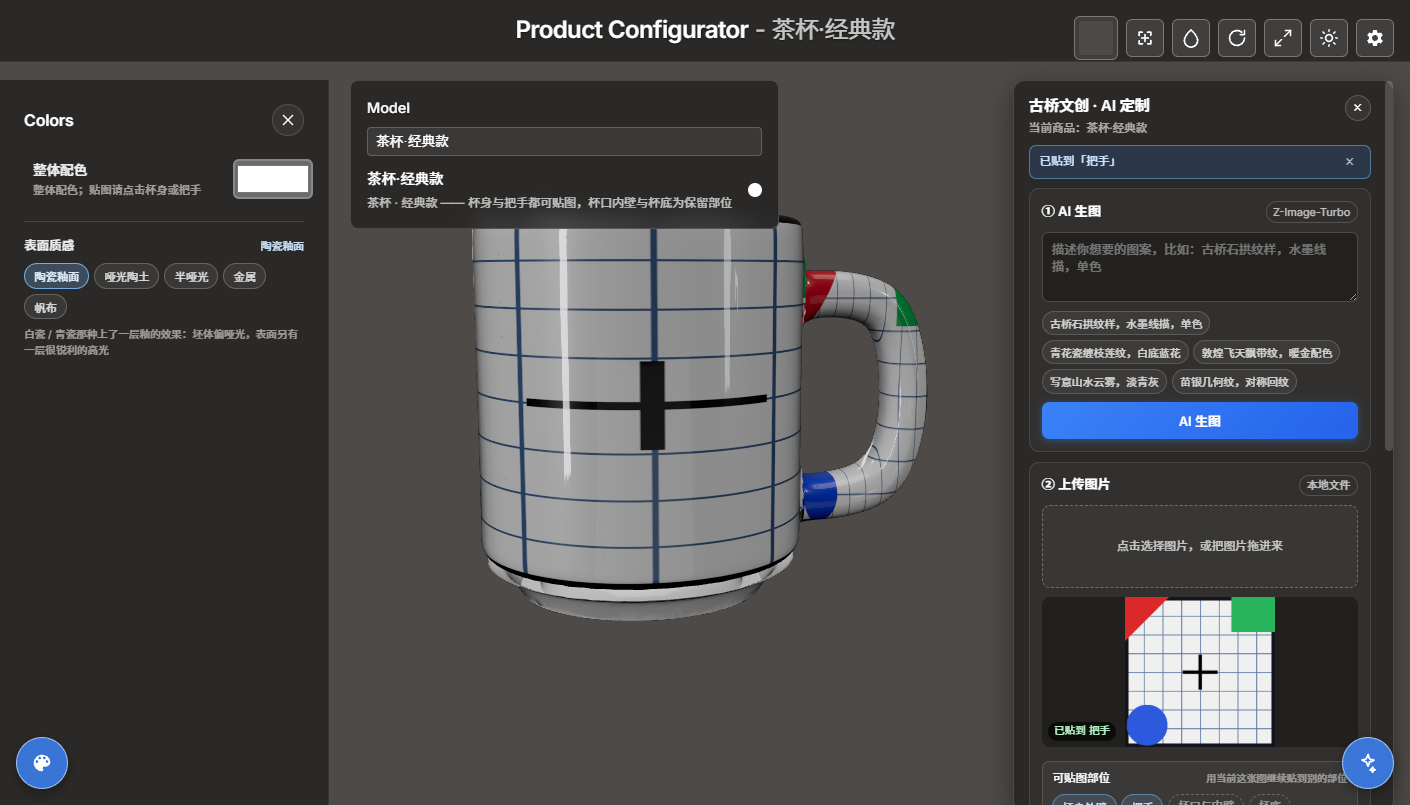 Product Configurator - 茶杯·经典款
Colors
整体配色
整体配色；贴图请点击杯身或把手
表面质感
陶瓷釉面
陶瓷釉面
哑光陶土
半哑光
金属
帆布
白瓷 / 青瓷那种上了一层釉的效果：坯体偏哑光，表面另有
一层很锐利的高光
Model
茶杯·经典款
茶杯·经典款
茶杯 · 经典款 —— 杯身与把手都可贴图，杯口内壁与杯底为保留部位
古桥文创 · AI 定制
当前商品：茶杯·经典款
已贴到「把手」
① AI 生图
Z-Image-Turbo
描述你想要的图案，比如：古桥石拱纹样，水墨线
描，单色
古桥石拱纹样，水墨线描，单色
青花瓷缠枝莲纹，白底蓝花
敦煌飞天飘带纹，暖金配色
写意山水云雾，淡青灰
苗银几何纹，对称回纹
AI 生图
② 上传图片
本地文件
点击选择图片，或把图片拖进来
已贴到 把手
可贴图部位
用当前这张图继续贴到别的部位